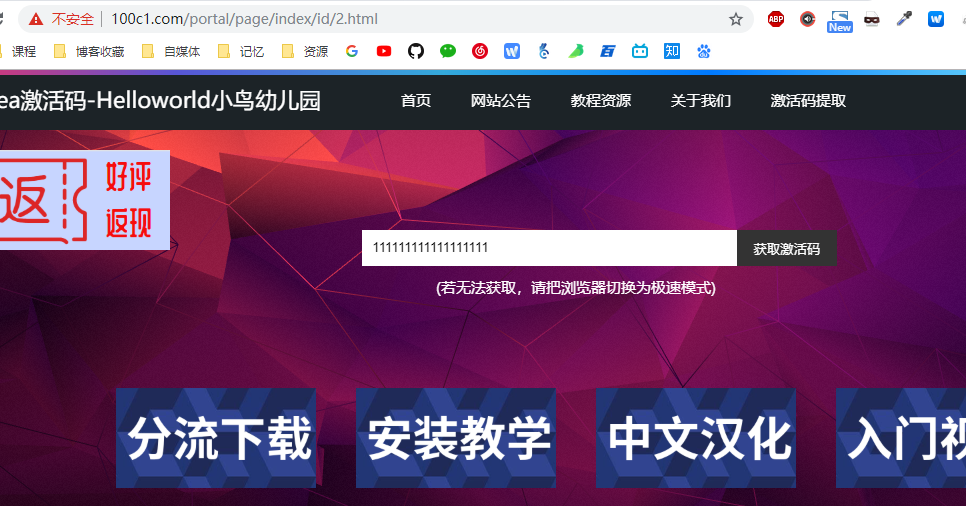 不安全 100c1.com/portal/page/index/id/2.html
ABP
New
课程 博客收藏 自媒体 记忆 资源
ea激活码-Helloworld小鸟幼儿园 首页 网站公告 教程资源 关于我们 激活码提取
返 好评
返现
111111111111111111 获取激活码
(若无法获取，请把浏览器切换为极速模式)
分流下载 安装教学 中文汉化 入门视